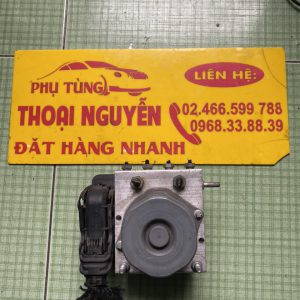 PHỤ TÙNG
THOẠI NGUYỄN
ĐẶT HÀNG NHANH
LIÊN HỆ:
02,466.599 788
0968.33.88.39